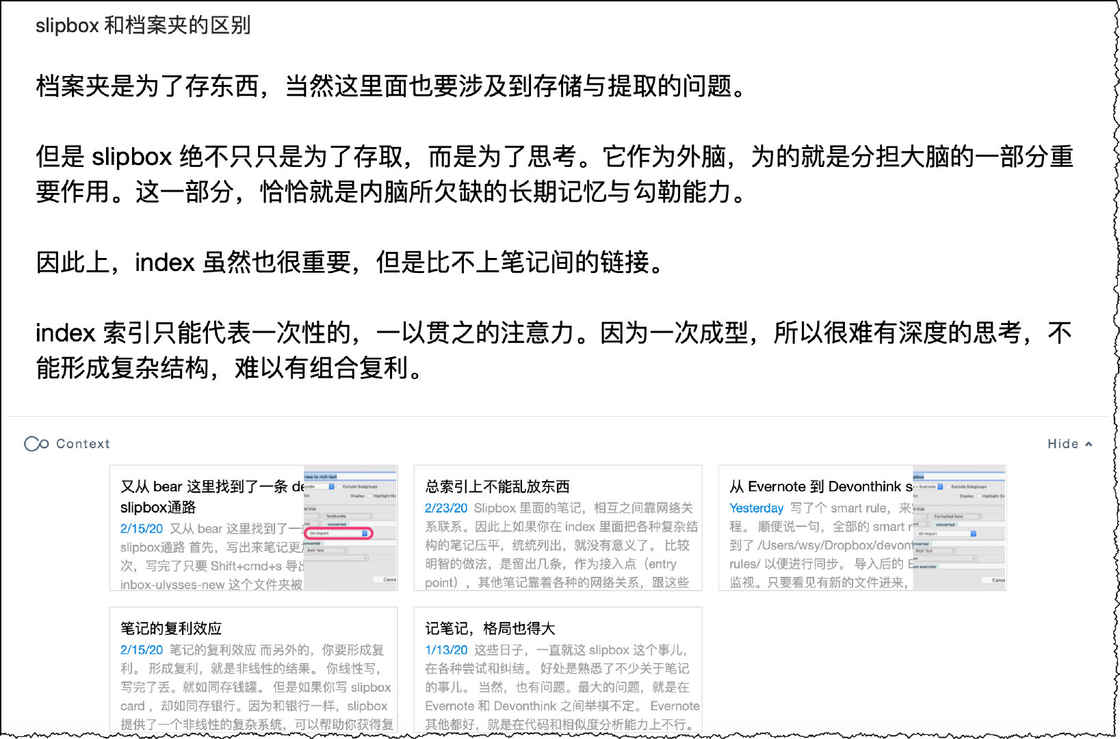 slipbox 和档案夹的区别
档案夹是为了存东西，当然这里面也要涉及到存储与提取的问题。
但是 slipbox 绝不只只是为了存取，而是为了思考。它作为外脑，为的就是分担大脑的一部分重
要作用。这一部分，恰恰就是内脑所欠缺的长期记忆与勾勒能力。
因此上，index 虽然也很重要，但是比不上笔记间的链接。
index 索引只能代表一次性的，一以贯之的注意力。因为一次成型，所以很难有深度的思考，不
能形成复杂结构，难以有组合复利。
Context
Hide
又从 bear 这里找到了一条 de
slipbox通路
2/15/20 又从 bear 这里找到了一
slipbox通路 首先，写出来笔记更
次，写完了只要 Shift+cmd+s 导出
inbox-ulysses-new 这个文件夹被
总索引上不能乱放东西
2/23/20 Slipbox 里面的笔记，相互之间靠网络关
系联系。因此上如果你在 index 里面把各种复杂结
构的笔记压平，统统列出，就没有意义了。 比较
明智的做法，是留出几条，作为接入点（entry
point），其他笔记靠着各种的网络关系，跟这些
从 Evernote 到 Devonthink s
Yesterday 写了个 smart rule，来
程。 顺便说一句，全部的 smart r
到了 /Users/wsy/Dropbox/devon
rules/ 以便进行同步。 导入后的 E
监视。只要看见有新的文件进来，
笔记的复利效应
2/15/20 笔记的复利效应 而另外的，你要形成复
利。 形成复利，就是非线性的结果。 你线性写，
写完了丢。就如同存钱罐。 但是如果你写 slipbox
card ，却如同存银行。因为和银行一样，slipbox
提供了一个非线性的复杂系统，可以帮助你获得复
记笔记，格局也得大
1/13/20 这些日子，一直就这 slipbox 这个事儿，
在各种尝试和纠结。 好处是熟悉了不少关于笔记
的事儿。 当然，也有问题。最大的问题，就是在
Evernote 和 Devonthink 之间举棋不定。 Evernote
其他都好，就是在代码和相似度分析能力上不行。